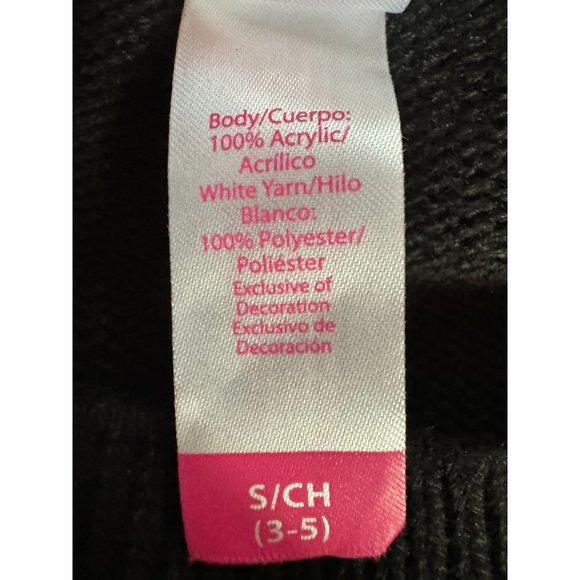 Body/Cuerpo:
100% Acrylic/
Acrílico
White Yarn/Hilo
Blanco:
100% Polyester/
Poliéster
Exclusive of
Decoration
Exclusivo de
Decoración
S/CH
(3-5)